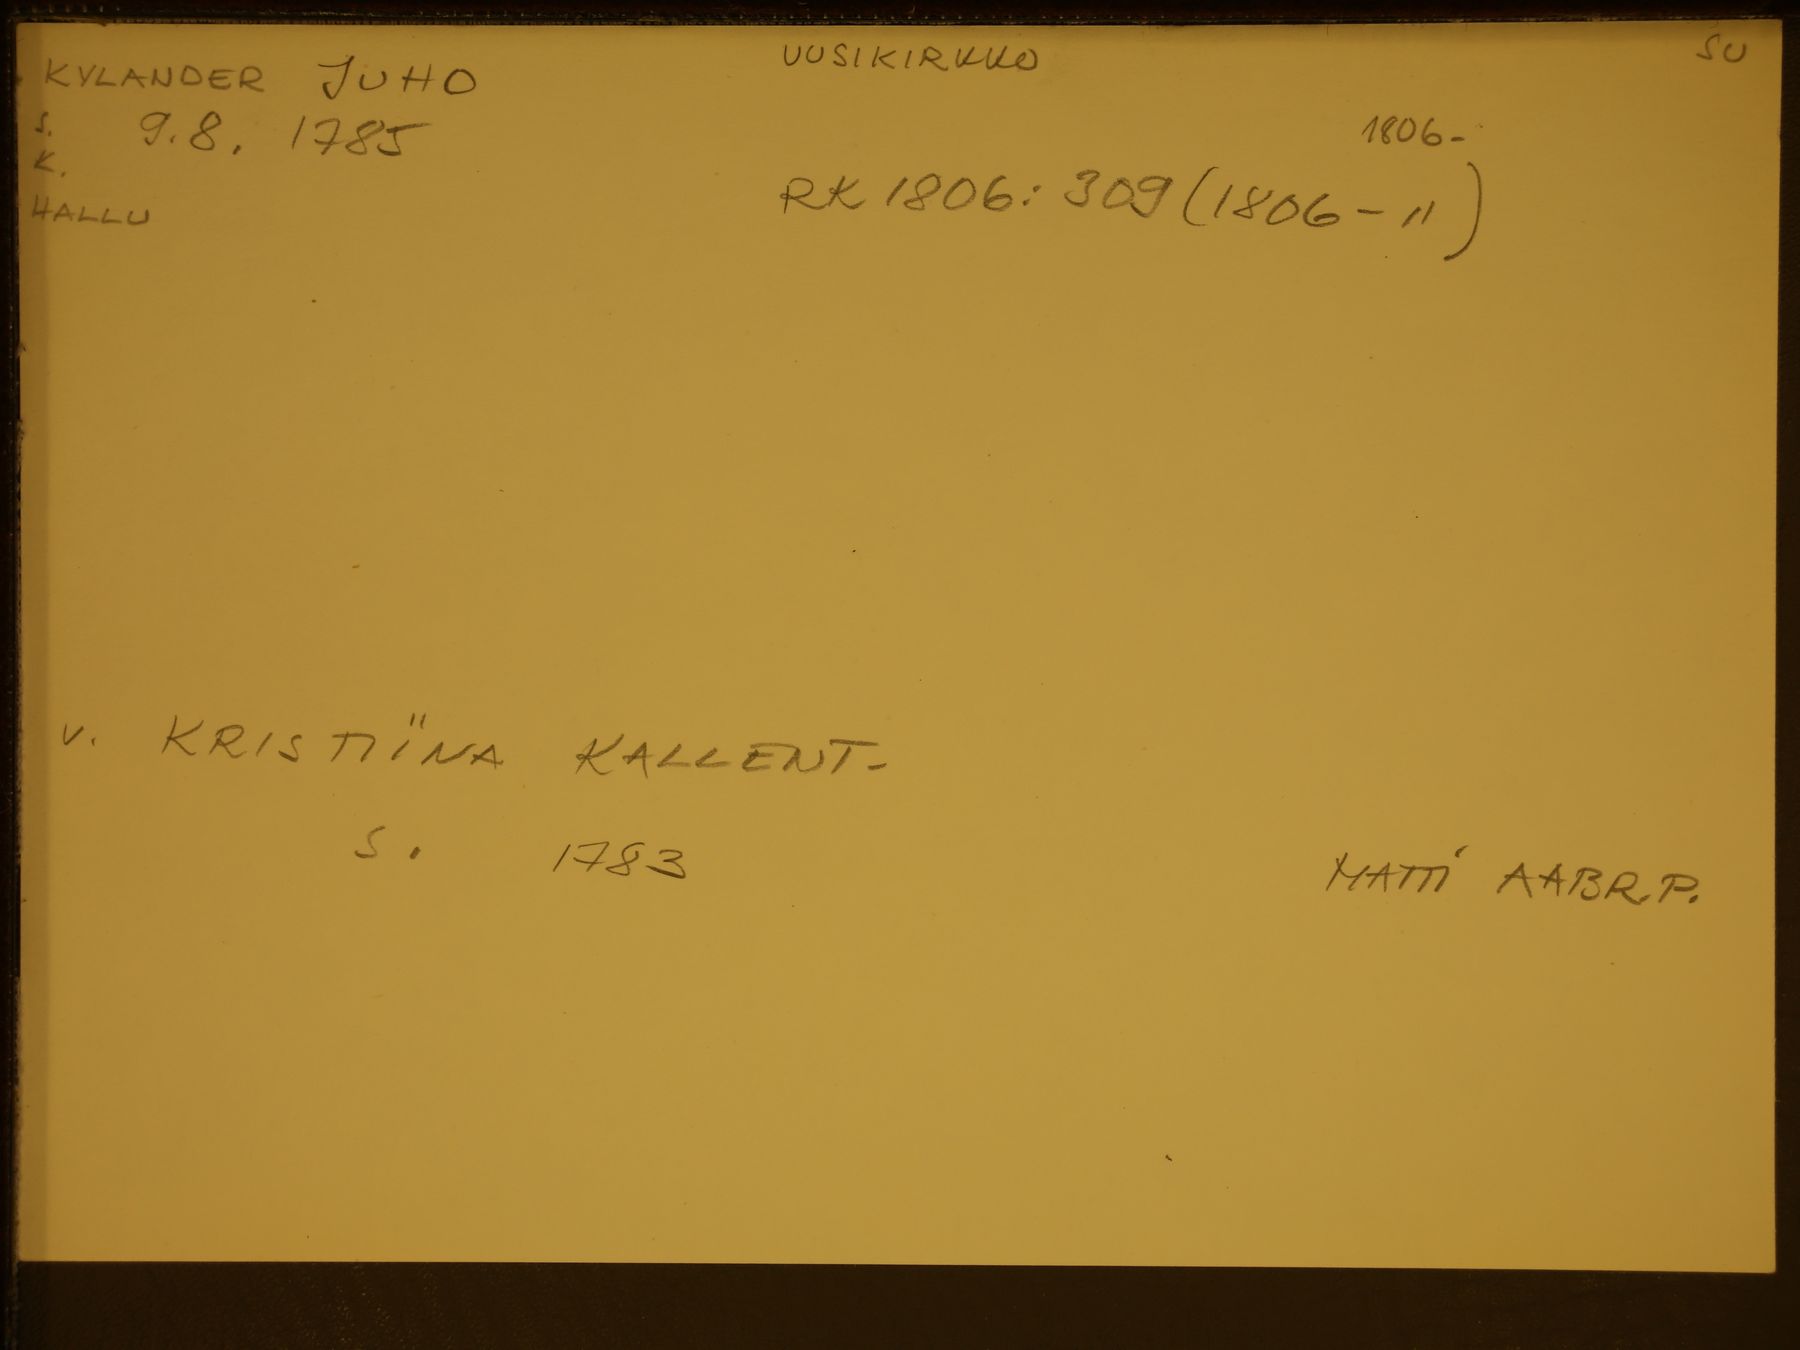 KYLANDER JUHO UUSIKIRKKO SU
S. 9.8. 1785 1806-
K.
HALLU RK 1806: 309 (1806-11)
V. KRISTIINA KALLENT-
S. 1783
MATTI AABR.P.